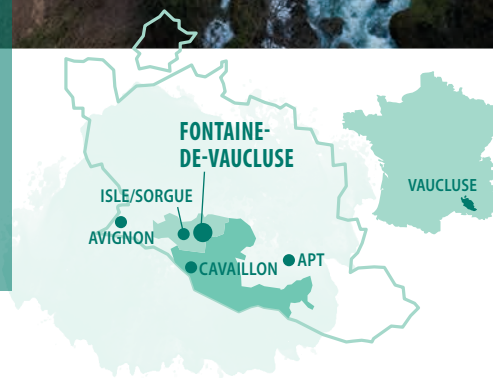 FONTAINE-
DE-VAUCLUSE
VAUCLUSE
ISLE/SORGUE
AVIGNON
CAVAILLON
APT